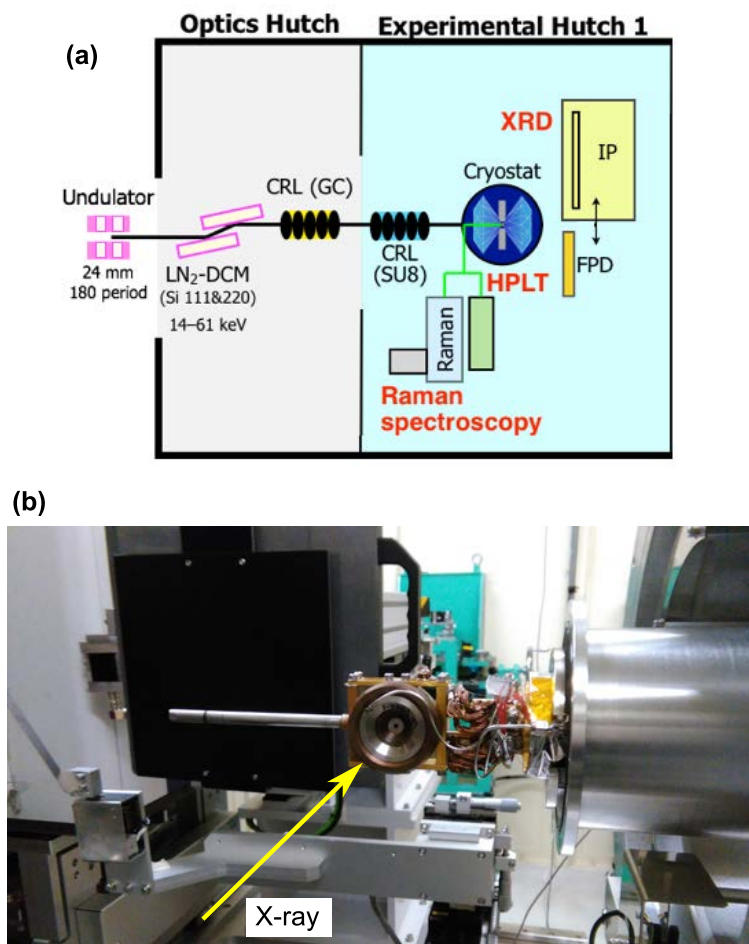 Optics Hutch
Experimental Hutch 1
(a)
XRD
IP
Cryostat
CRL (GC)
Undulator
CRL
(SU8)
24 mm
180 period
LN₂-DCM
(Si 111&220)
14–61 keV
HPLT
FPD
Raman
Raman
spectroscopy
(b)
X-ray